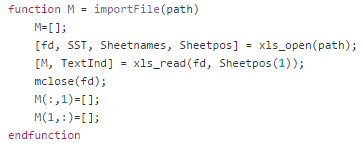 function M = importFile(path)
    M=[];
    [fd, SST, Sheetnames, Sheetpos] = xls_open(path);
    [M, TextInd] = xls_read(fd, Sheetpos(1));
    mclose(fd);
    M(:,1)=[];
    M(1,:)=[];
endfunction